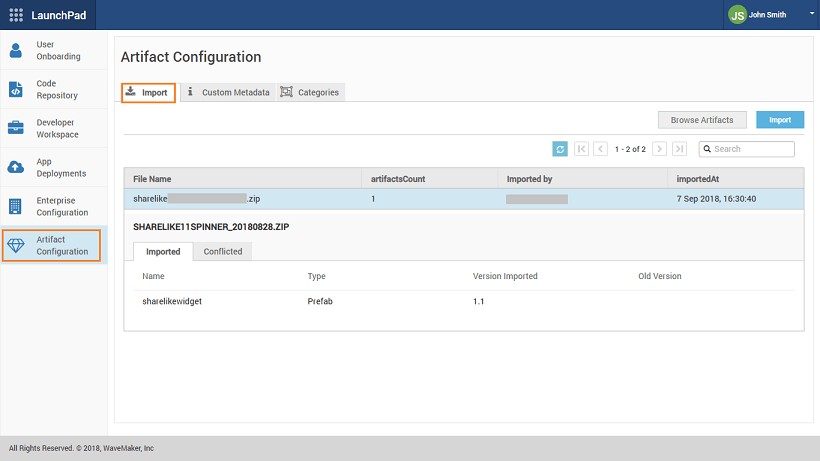 LaunchPad
JS John Smith
User
Onboarding
Code
Repository
Developer
Workspace
App
Deployments
Enterprise
Configuration
Artifact
Configuration
Artifact Configuration
Import
Custom Metadata
Categories
Browse Artifacts
Import
1 - 2 of 2
Search
File Name artifactsCount Imported by importedAt
sharelike .zip 1 7 Sep 2018, 16:30:40
SHARELIKE11SPINNER_20180828.ZIP
Imported Conflicted
Name Type Version Imported Old Version
sharelikewidget Prefab 1.1
All Rights Reserved. © 2018, WaveMaker, Inc